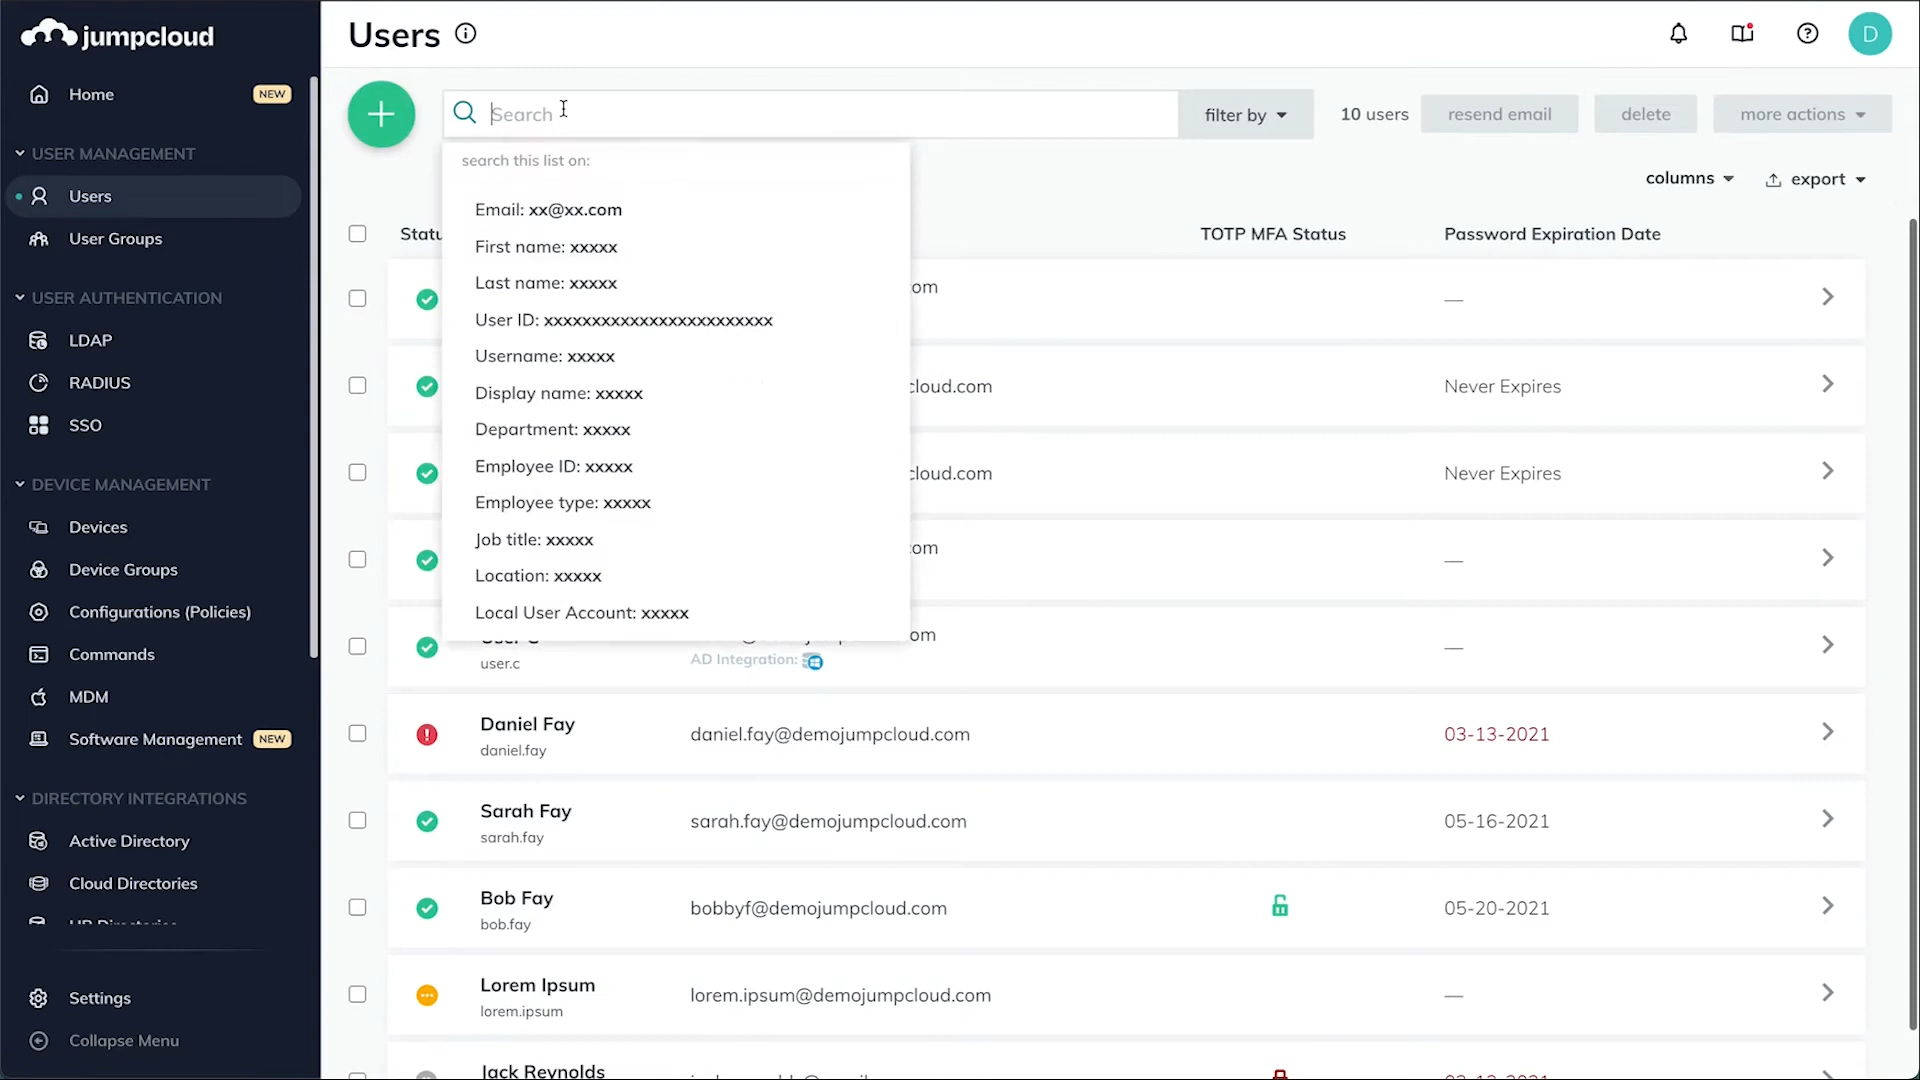 jumpcloud
Users
D
Home NEW
USER MANAGEMENT
Users
User Groups
USER AUTHENTICATION
LDAP
RADIUS
SSO
DEVICE MANAGEMENT
Devices
Device Groups
Configurations (Policies)
Commands
MDM
Software Management NEW
DIRECTORY INTEGRATIONS
Active Directory
Cloud Directories
Settings
Collapse Menu
Search
filter by
10 users
resend email
delete
more actions
columns
export
search this list on:
Email: xx@xx.com
First name: xxxxx
Last name: xxxxx
User ID: xxxxxxxxxxxxxxxxxxxxxxxx
Username: xxxxx
Display name: xxxxx
Department: xxxxx
Employee ID: xxxxx
Employee type: xxxxx
Job title: xxxxx
Location: xxxxx
Local User Account: xxxxx
Statu TOTP MFA Status Password Expiration Date
om —
cloud.com Never Expires
cloud.com Never Expires
com —
om —
user.c AD Integration:
Daniel Fay
daniel.fay daniel.fay@demojumpcloud.com 03-13-2021
Sarah Fay
sarah.fay sarah.fay@demojumpcloud.com 05-16-2021
Bob Fay
bob.fay bobbyf@demojumpcloud.com 05-20-2021
Lorem Ipsum
lorem.ipsum lorem.ipsum@demojumpcloud.com —
Jack Reynolds